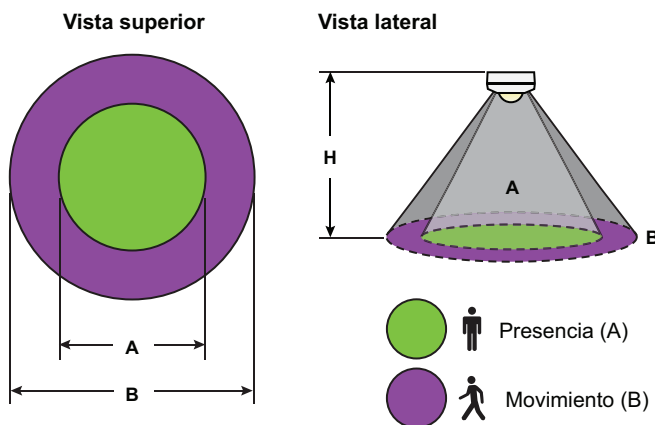 Vista superior
Vista lateral
H
A
B
A
B
Presencia (A)
Movimiento (B)